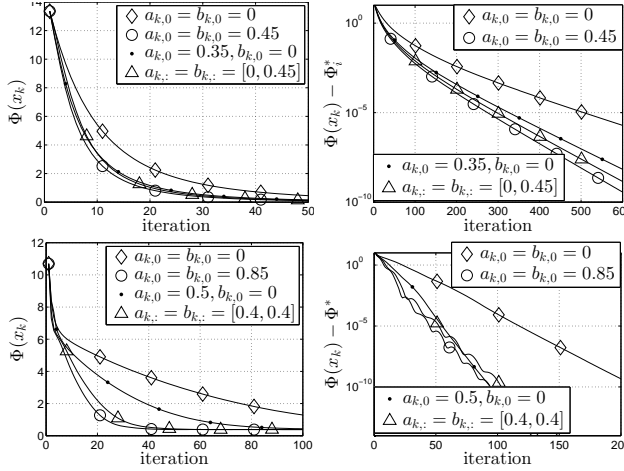 14
12
10
8
6
4
2
0
0 10 20 30 40 50
iteration
Φ(x_k)
a_{k,0} = b_{k,0} = 0
a_{k,0} = b_{k,0} = 0.45
a_{k,0} = 0.35, b_{k,0} = 0
a_{k,:} = b_{k,:} = [0, 0.45]
10^{-5}
10^{-10}
0 100 200 300 400 500 600
iteration
Φ(x_k) − Φ_i^*
a_{k,0} = b_{k,0} = 0
a_{k,0} = b_{k,0} = 0.45
a_{k,0} = 0.35, b_{k,0} = 0
a_{k,:} = b_{k,:} = [0, 0.45]
12
10
8
6
4
2
0
0 20 40 60 80 100
iteration
Φ(x_k)
a_{k,0} = b_{k,0} = 0
a_{k,0} = b_{k,0} = 0.85
a_{k,0} = 0.5, b_{k,0} = 0
a_{k,:} = b_{k,:} = [0.4, 0.4]
10^{-5}
10^{-10}
0 50 100 150 200
iteration
Φ(x_k) − Φ^*
a_{k,0} = b_{k,0} = 0
a_{k,0} = b_{k,0} = 0.85
a_{k,0} = 0.5, b_{k,0} = 0
a_{k,:} = b_{k,:} = [0.4, 0.4]